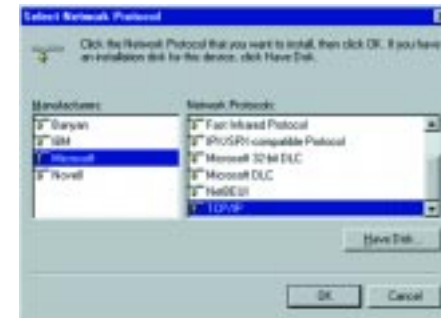 Select Network Protocol
Click the Network Protocol that you want to install, then click OK. If you have
an installation disk for this device, click Have Disk.
Manufacturers:
Banyan
IBM
Microsoft
Novell
Network Protocols:
Fast Infrared Protocol
IPX/SPX-compatible Protocol
Microsoft 32-bit DLC
Microsoft DLC
NetBEUI
TCP/IP
Have Disk...
OK
Cancel